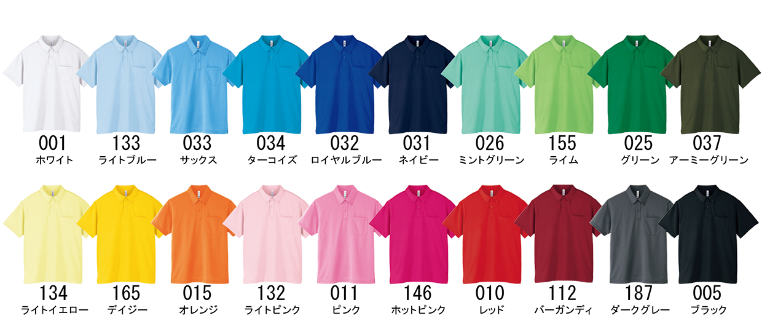 001 133 033 034 032 031 026 155 025 037
ホワイト ライトブルー サックス ターコイズ ロイヤルブルー ネイビー ミントグリーン ライム グリーン アーミーグリーン
134 165 015 132 011 146 010 112 187 005
ライトイエロー デイジー オレンジ ライトピンク ピンク ホットピンク レッド バーガンディ ダークグレー ブラック